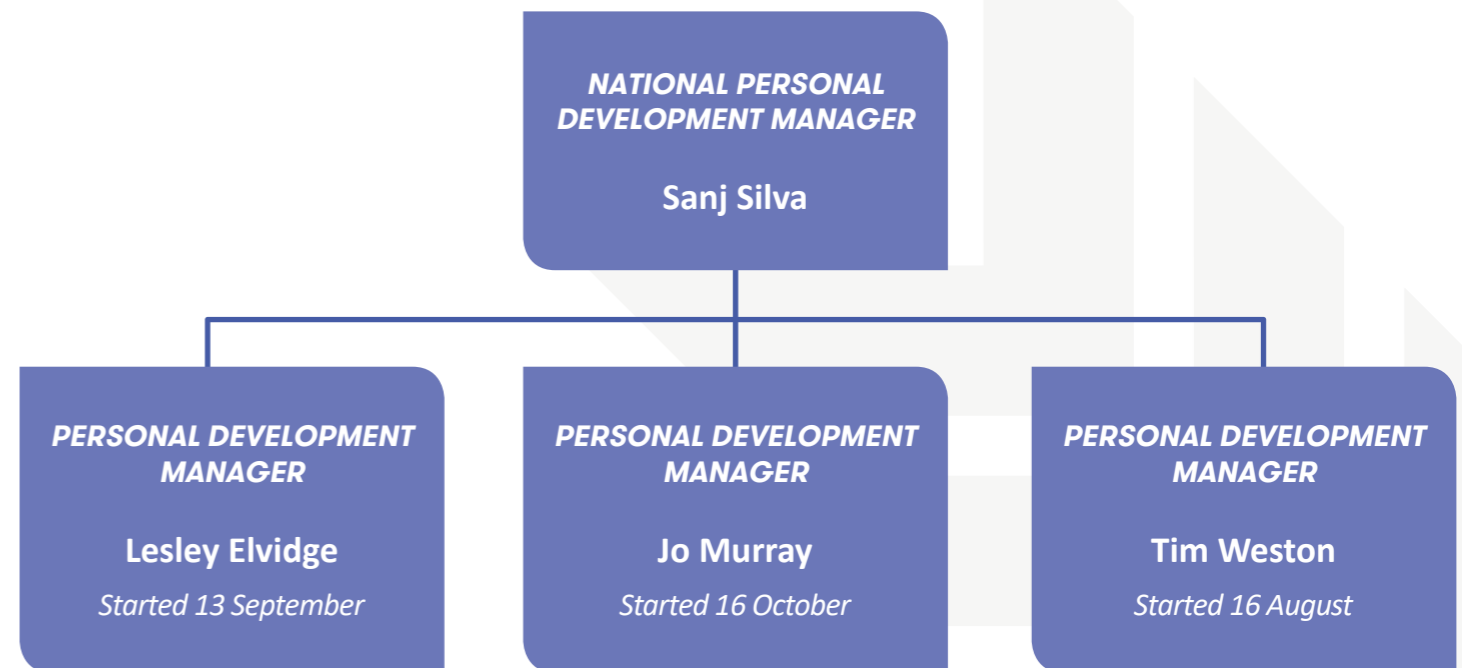 NATIONAL PERSONAL
DEVELOPMENT MANAGER
Sanj Silva
PERSONAL DEVELOPMENT
MANAGER
Lesley Elvidge
Started 13 September
PERSONAL DEVELOPMENT
MANAGER
Jo Murray
Started 16 October
PERSONAL DEVELOPMENT
MANAGER
Tim Weston
Started 16 August